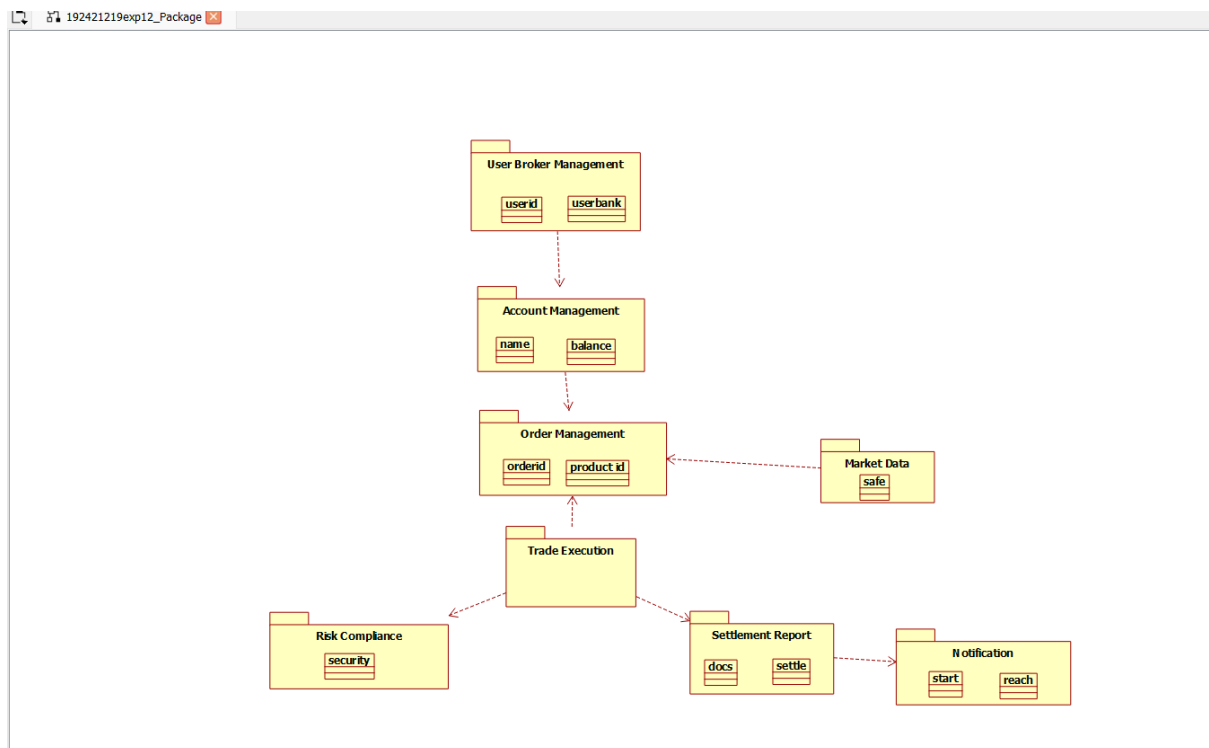 192421219exp12_Package
User Broker Management
userid userbank
Account Management
name balance
Order Management
orderid product id
Market Data
safe
Trade Execution
Risk Compliance
security
Settlement Report
docs settle
Notification
start reach